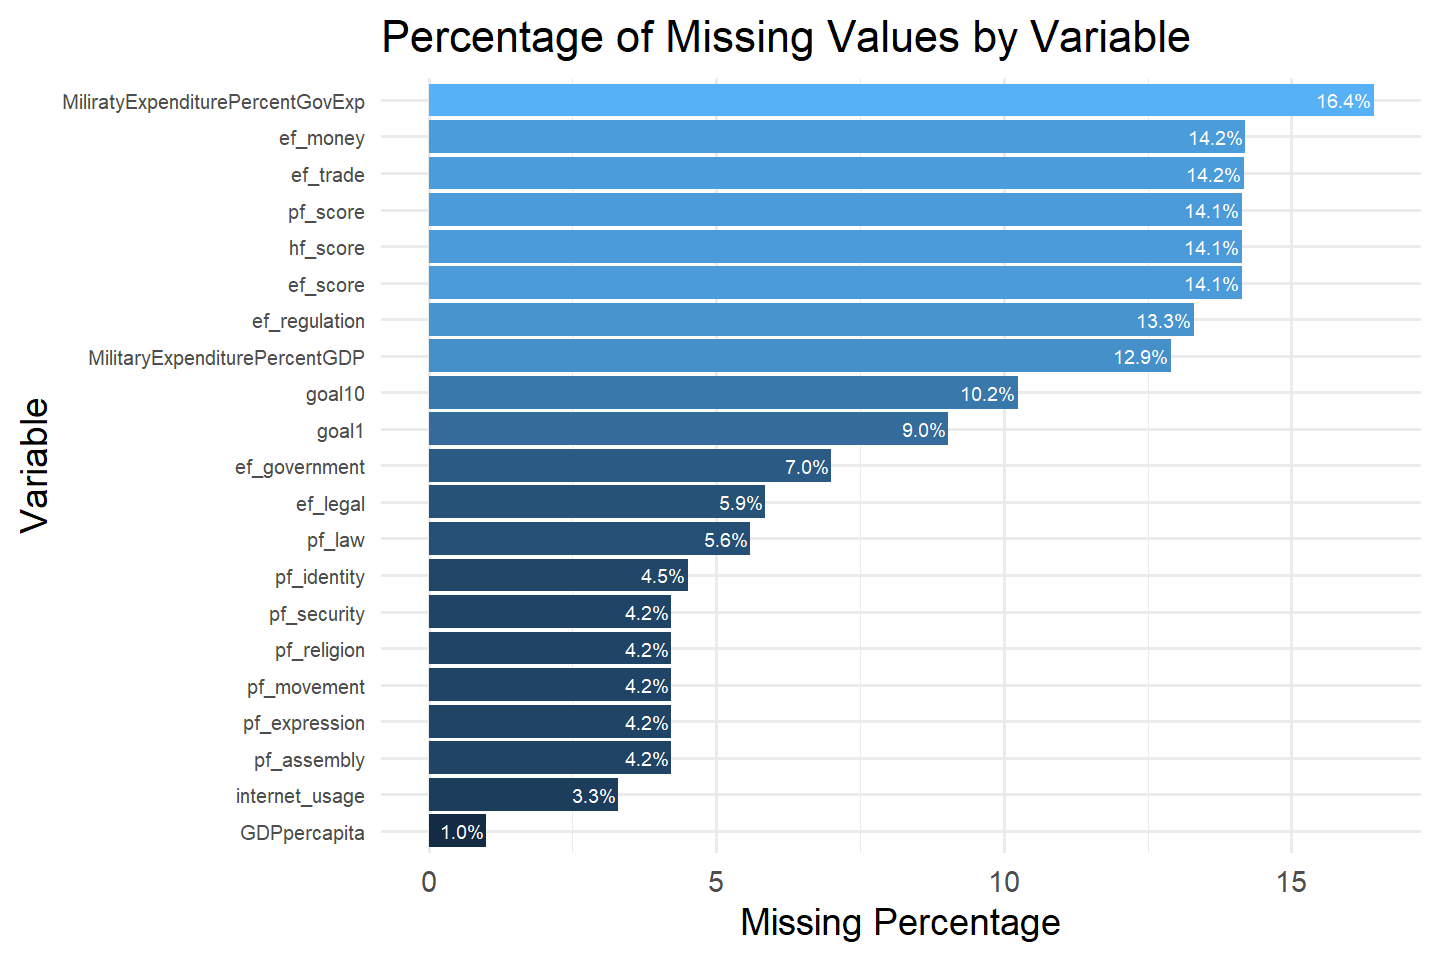 Percentage of Missing Values by Variable
MiliratyExpenditurePercentGovExp 16.4%
ef_money 14.2%
ef_trade 14.2%
pf_score 14.1%
hf_score 14.1%
ef_score 14.1%
ef_regulation 13.3%
MilitaryExpenditurePercentGDP 12.9%
goal10 10.2%
goal1 9.0%
ef_government 7.0%
ef_legal 5.9%
pf_law 5.6%
pf_identity 4.5%
pf_security 4.2%
pf_religion 4.2%
pf_movement 4.2%
pf_expression 4.2%
pf_assembly 4.2%
internet_usage 3.3%
GDPpercapita 1.0%
Variable
0 5 10 15
Missing Percentage